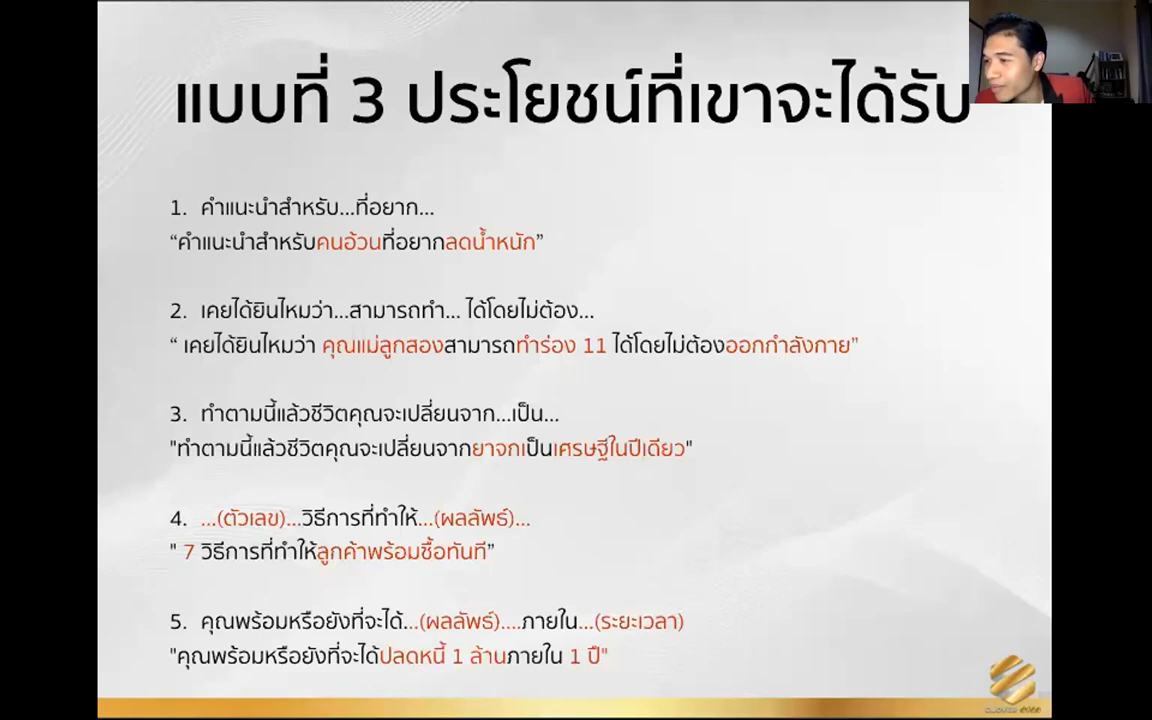 แบบที่ 3 ประโยชน์ที่เขาจะได้รับ
1. คำแนะนำสำหรับ...ที่อยาก...
“คำแนะนำสำหรับคนอ้วนที่อยากลดน้ำหนัก”
2. เคยได้ยินไหมว่า...สามารถทำ... ได้โดยไม่ต้อง...
“ เคยได้ยินไหมว่า คุณแม่ลูกสองสามารถทำร่อง 11 ได้โดยไม่ต้องออกกำลังกาย”
3. ทำตามนี้แล้วชีวิตคุณจะเปลี่ยนจาก...เป็น...
"ทำตามนี้แล้วชีวิตคุณจะเปลี่ยนจากยาจกเป็นเศรษฐีในปีเดียว"
4. ...(ตัวเลข)...วิธีการที่ทำให้...(ผลลัพธ์)...
" 7 วิธีการที่ทำให้ลูกค้าพร้อมซื้อทันที”
5. คุณพร้อมหรือยังที่จะได้...(ผลลัพธ์)....ภายใน...(ระยะเวลา)
"คุณพร้อมหรือยังที่จะได้ปลดหนี้ 1 ล้านภายใน 1 ปี"